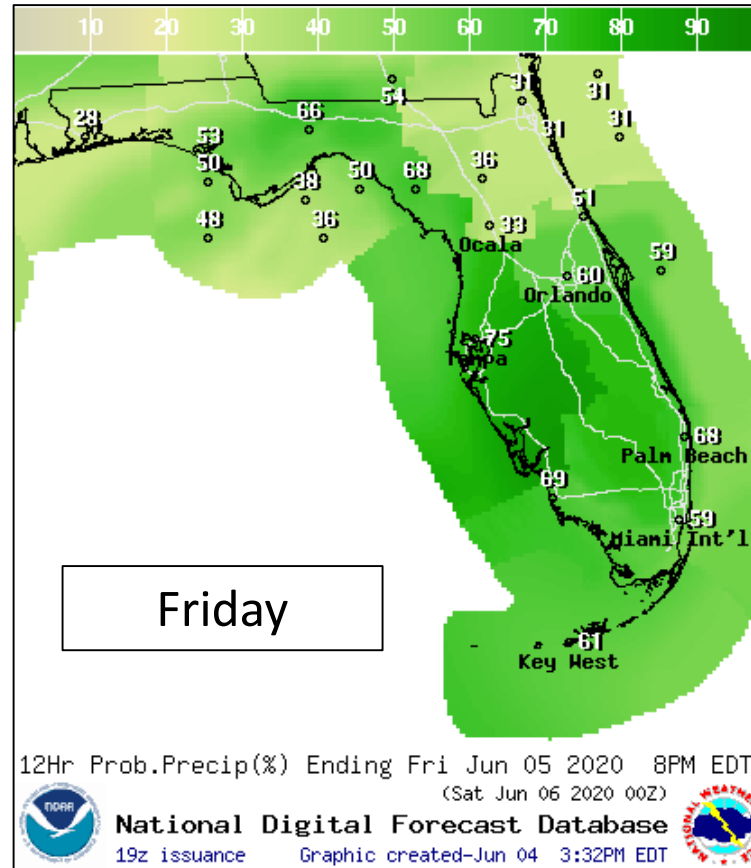 10 20 30 40 50 60 70 80 90
31
31
54
28
66
31
31
53
50
38
50
68
36
48
36
33
Ocala
51
59
60
Orlando
75
Tampa
68
Palm Beach
69
59
Miami Int'l
Friday
61
Key West
12Hr Prob.Precip(%) Ending Fri Jun 05 2020 8PM EDT
(Sat Jun 06 2020 00Z)
noaa
National Digital Forecast Database
19z issuance Graphic created-Jun 04 3:32PM EDT